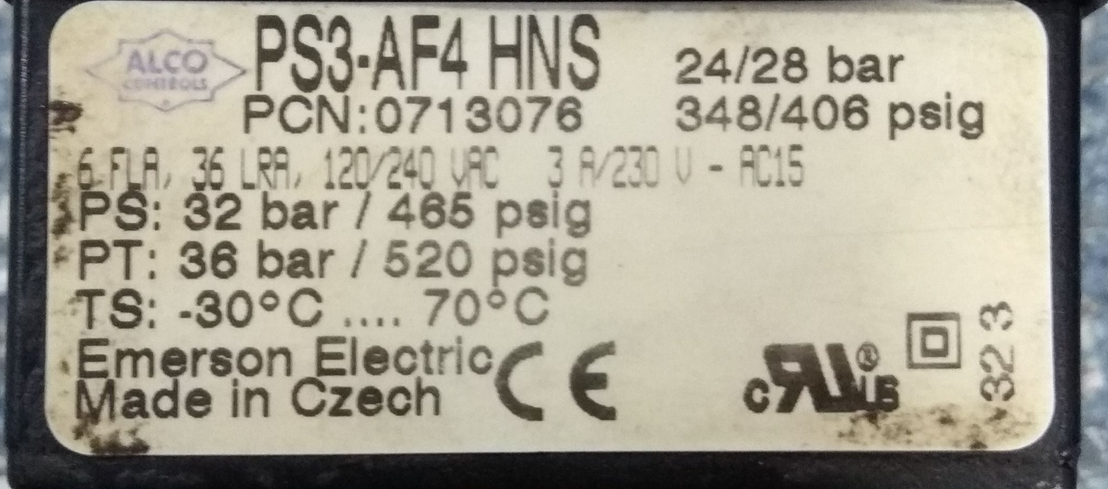 ALCO
CONTROLS
PS3-AF4 HNS
24/28 bar
PCN:0713076
348/406 psig
6 FLA, 36 LRA, 120/240 VAC 3 A/230 V - AC15
PS: 32 bar / 465 psig
PT: 36 bar / 520 psig
TS: -30°C .... 70°C
Emerson Electric
Made in Czech
CE
c RU ® US
323